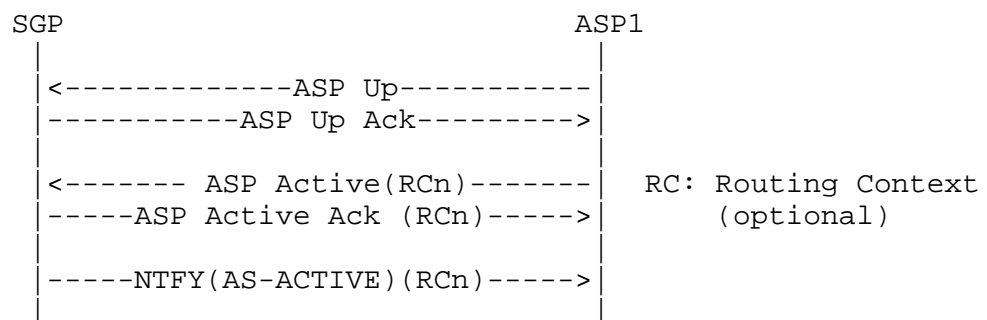 SGP ASP1
|<-------------ASP Up-----------|
|-----------ASP Up Ack--------->|
|<------- ASP Active(RCn)-------| RC: Routing Context
|-----ASP Active Ack (RCn)----->| (optional)
|-----NTFY(AS-ACTIVE)(RCn)----->|